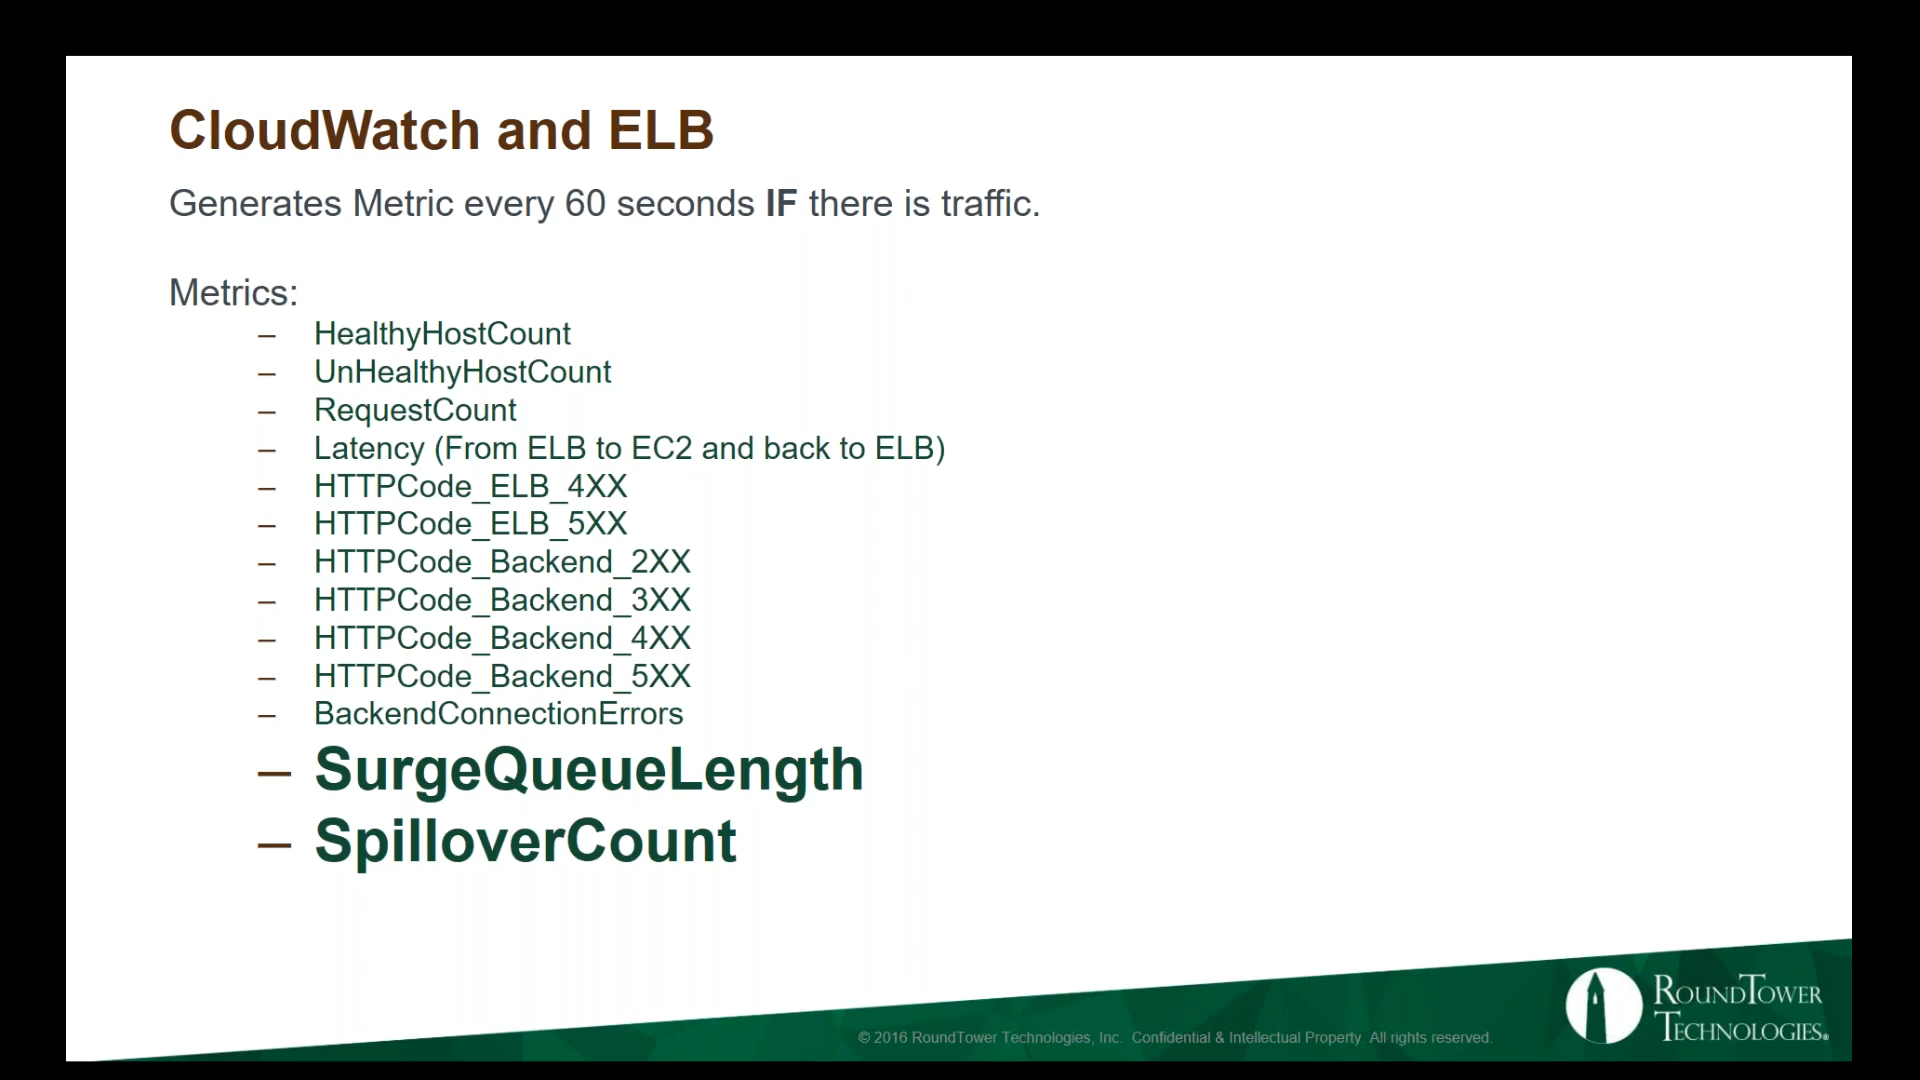 CloudWatch and ELB
Generates Metric every 60 seconds IF there is traffic.
Metrics:
– HealthyHostCount
– UnHealthyHostCount
– RequestCount
– Latency (From ELB to EC2 and back to ELB)
– HTTPCode_ELB_4XX
– HTTPCode_ELB_5XX
– HTTPCode_Backend_2XX
– HTTPCode_Backend_3XX
– HTTPCode_Backend_4XX
– HTTPCode_Backend_5XX
– BackendConnectionErrors
– SurgeQueueLength
– SpilloverCount
ROUNDTOWER
TECHNOLOGIES®
© 2016 RoundTower Technologies, Inc. Confidential & Intellectual Property. All rights reserved.